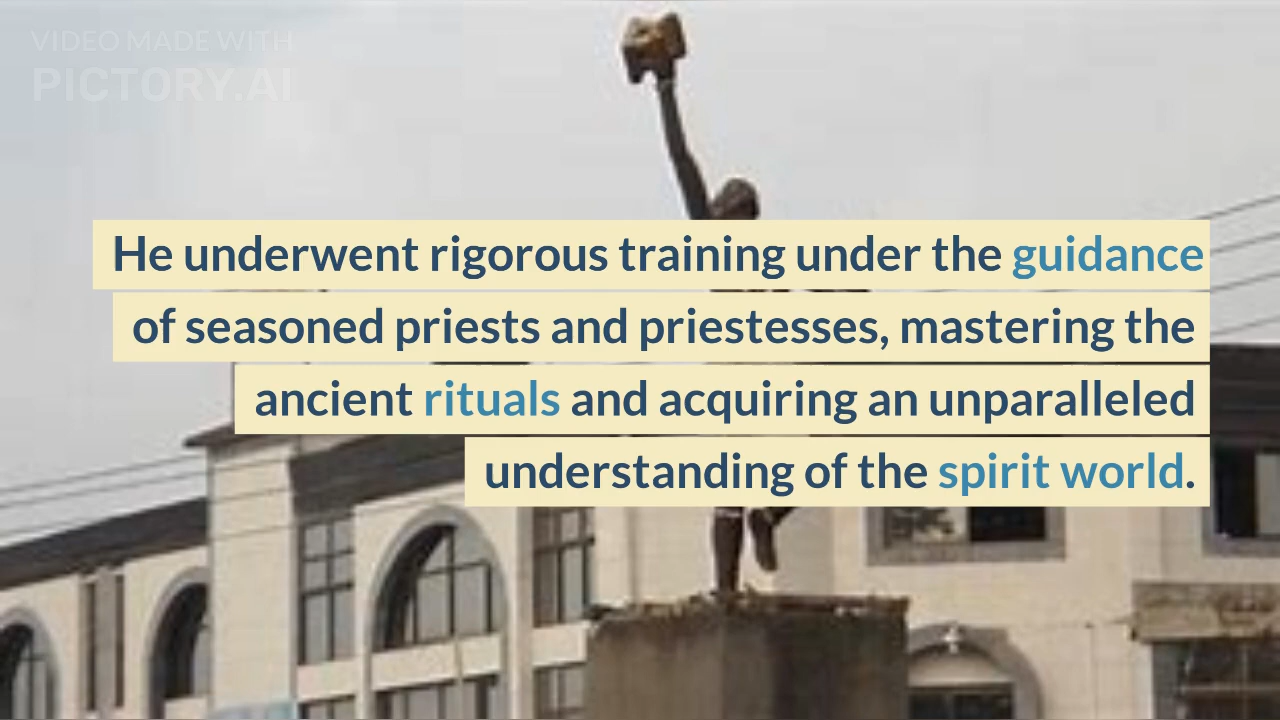 VIDEO MADE WITH
PICTORY.AI
He underwent rigorous training under the guidance
of seasoned priests and priestesses, mastering the
ancient rituals and acquiring an unparalleled
understanding of the spirit world.